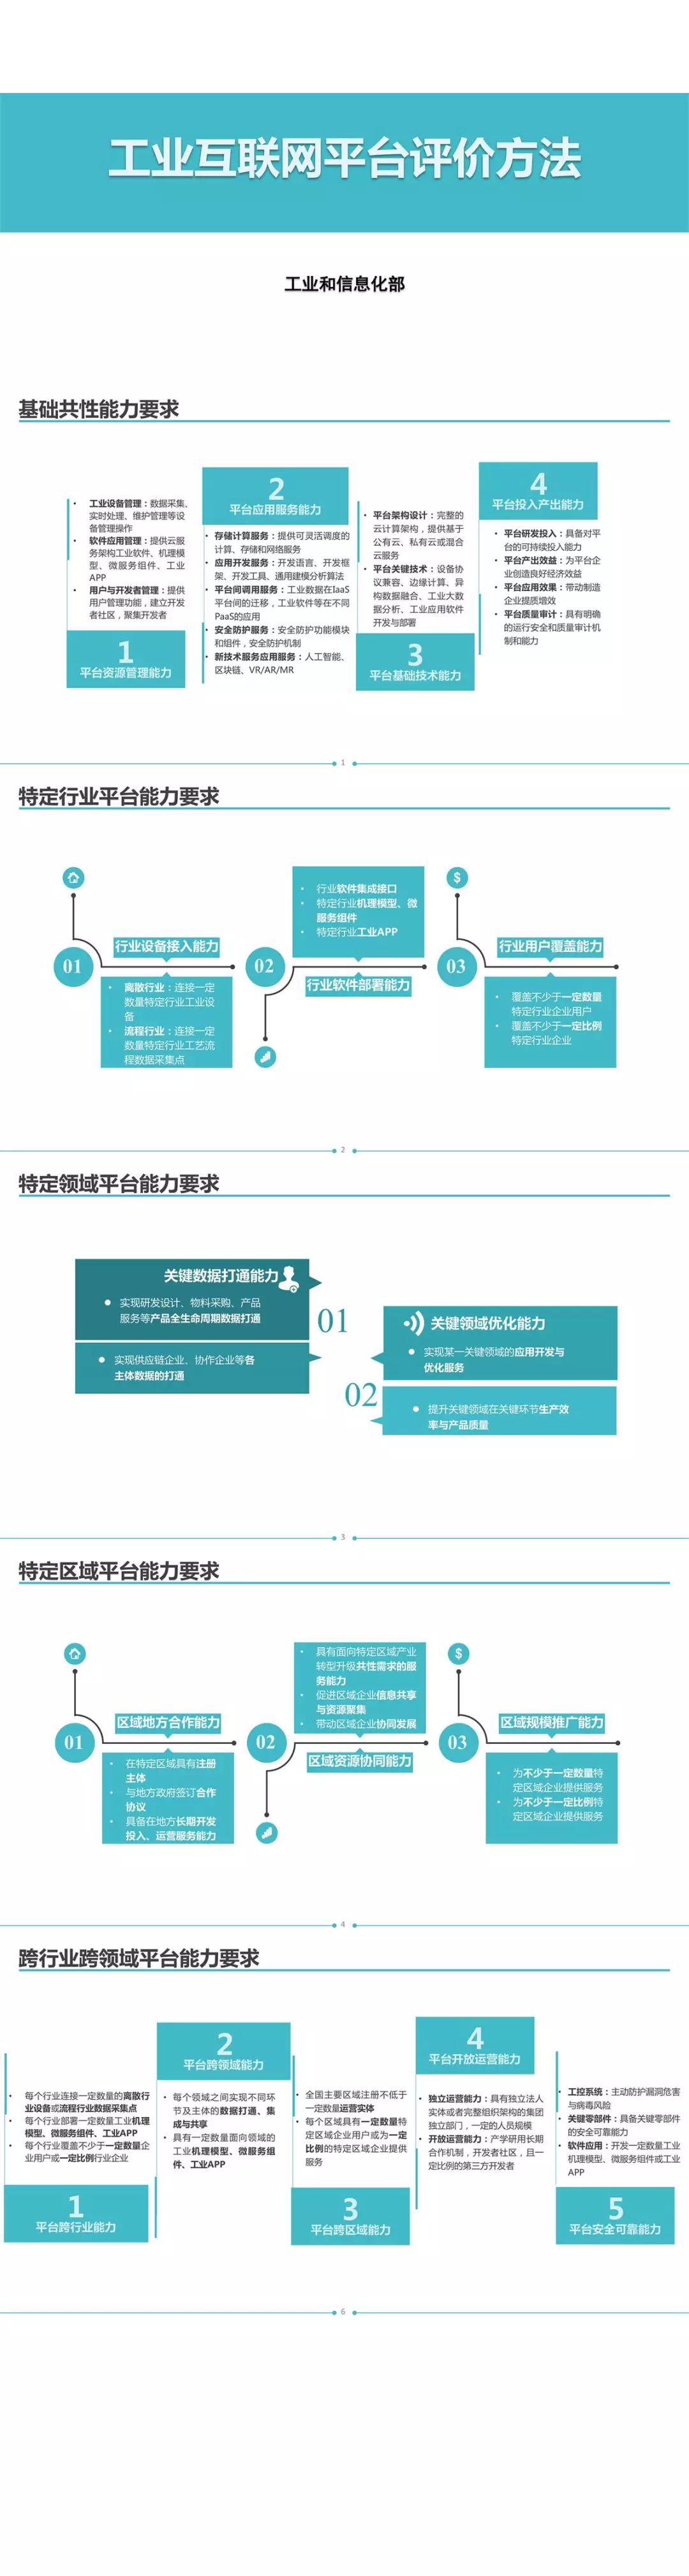 工业互联网平台评价方法
工业和信息化部
基础共性能力要求
• 工业设备管理：数据采集、
实时处理、维护管理等设
备管理操作
• 软件应用管理：提供云服
务架构工业软件、机理模
型、微服务组件、工业
APP
• 用户与开发者管理：提供
用户管理功能，建立开发
者社区，聚集开发者
1
平台资源管理能力
2
平台应用服务能力
• 存储计算服务：提供可灵活调度的
计算、存储和网络服务
• 应用开发服务：开发语言、开发框
架、开发工具、通用建模分析算法
• 平台间调用服务：工业数据在IaaS
平台间的迁移，工业软件等在不同
PaaS的应用
• 安全防护服务：安全防护功能模块
和组件，安全防护机制
• 新技术服务应用服务：人工智能、
区块链、VR/AR/MR
• 平台架构设计：完整的
云计算架构，提供基于
公有云、私有云或混合
云服务
• 平台关键技术：设备协
议兼容、边缘计算、异
构数据融合、工业大数
据分析、工业应用软件
开发与部署
3
平台基础技术能力
4
平台投入产出能力
• 平台研发投入：具备对平
台的可持续投入能力
• 平台产出效益：为平台企
业创造良好经济效益
• 平台应用效果：带动制造
企业提质增效
• 平台质量审计：具有明确
的运行安全和质量审计机
制和能力
1
特定行业平台能力要求
01
行业设备接入能力
• 离散行业：连接一定
数量特定行业工业设
备
• 流程行业：连接一定
数量特定行业工艺流
程数据采集点
• 行业软件集成接口
• 特定行业机理模型、微
服务组件
• 特定行业工业APP
02
行业软件部署能力
$
03
行业用户覆盖能力
• 覆盖不少于一定数量
特定行业企业用户
• 覆盖不少于一定比例
特定行业企业
2
特定领域平台能力要求
关键数据打通能力
● 实现研发设计、物料采购、产品
服务等产品全生命周期数据打通
● 实现供应链企业、协作企业等各
主体数据的打通
01
关键领域优化能力
● 实现某一关键领域的应用开发与
优化服务
02
● 提升关键领域在关键环节生产效
率与产品质量
3
特定区域平台能力要求
01
区域地方合作能力
• 在特定区域具有注册
主体
• 与地方政府签订合作
协议
• 具备在地方长期开发
投入、运营服务能力
• 具有面向特定区域产业
转型升级共性需求的服
务能力
• 促进区域企业信息共享
与资源聚集
• 带动区域企业协同发展
02
区域资源协同能力
$
03
区域规模推广能力
• 为不少于一定数量特
定区域企业提供服务
• 为不少于一定比例特
定区域企业提供服务
4
跨行业跨领域平台能力要求
• 每个行业连接一定数量的离散行
业设备或流程行业数据采集点
• 每个行业部署一定数量工业机理
模型、微服务组件、工业APP
• 每个行业覆盖不少于一定数量企
业用户或一定比例行业企业
1
平台跨行业能力
2
平台跨领域能力
• 每个领域之间实现不同环
节及主体的数据打通、集
成与共享
• 具有一定数量面向领域的
工业机理模型、微服务组
件、工业APP
• 全国主要区域注册不低于
一定数量运营实体
• 每个区域具有一定数量特
定区域企业用户或为一定
比例的特定区域企业提供
服务
3
平台跨区域能力
4
平台开放运营能力
• 独立运营能力：具有独立法人
实体或者完整组织架构的集团
独立部门，一定的人员规模
• 开放运营能力：产学研用长期
合作机制，开发者社区，且一
定比例的第三方开发者
• 工控系统：主动防护漏洞危害
与病毒风险
• 关键零部件：具备关键零部件
的安全可靠能力
• 软件应用：开发一定数量工业
机理模型、微服务组件或工业
APP
5
平台安全可靠能力
6